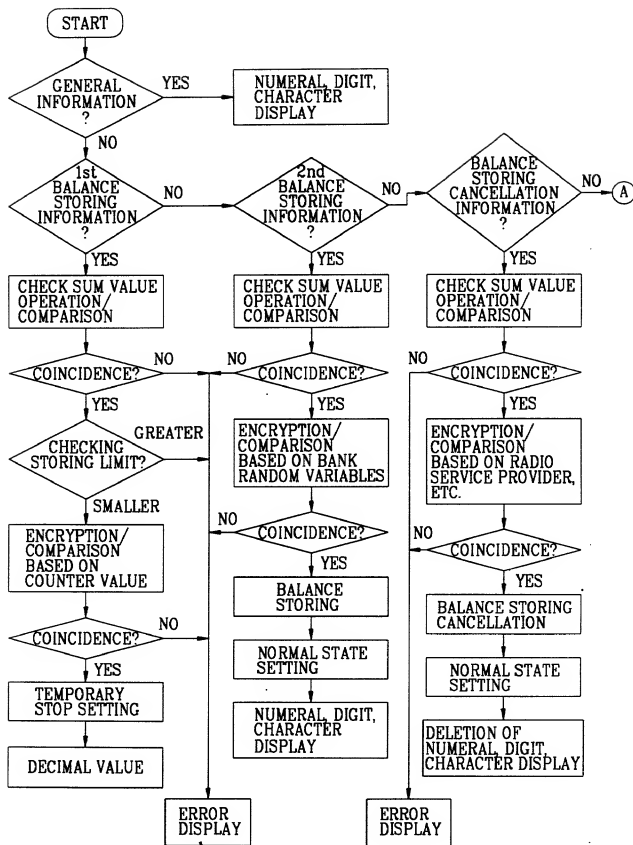 START
GENERAL
INFORMATION
?
YES
NUMERAL, DIGIT,
CHARACTER
DISPLAY
NO
1st
BALANCE
STORING
INFORMATION
?
NO
2nd
BALANCE
STORING
INFORMATION
?
NO
BALANCE
STORING
CANCELLATION
INFORMATION
?
NO
A
YES
YES
YES
CHECK SUM VALUE
OPERATION/
COMPARISON
CHECK SUM VALUE
OPERATION/
COMPARISON
CHECK SUM VALUE
OPERATION/
COMPARISON
COINCIDENCE?
NO
NO
COINCIDENCE?
NO
COINCIDENCE?
YES
YES
YES
CHECKING
STORING LIMIT?
GREATER
SMALLER
ENCRYPTION/
COMPARISON
BASED ON BANK
RANDOM VARIABLES
ENCRYPTION/
COMPARISON
BASED ON RADIO
SERVICE PROVIDER,
ETC.
ENCRYPTION/
COMPARISON
BASED ON
COUNTER VALUE
NO
COINCIDENCE?
NO
COINCIDENCE?
YES
YES
COINCIDENCE?
NO
YES
BALANCE
STORING
BALANCE STORING
CANCELLATION
TEMPORARY
STOP SETTING
NORMAL STATE
SETTING
NORMAL STATE
SETTING
DECIMAL VALUE
NUMERAL, DIGIT,
CHARACTER
DISPLAY
DELETION OF
NUMERAL, DIGIT,
CHARACTER DISPLAY
ERROR
DISPLAY
ERROR
DISPLAY